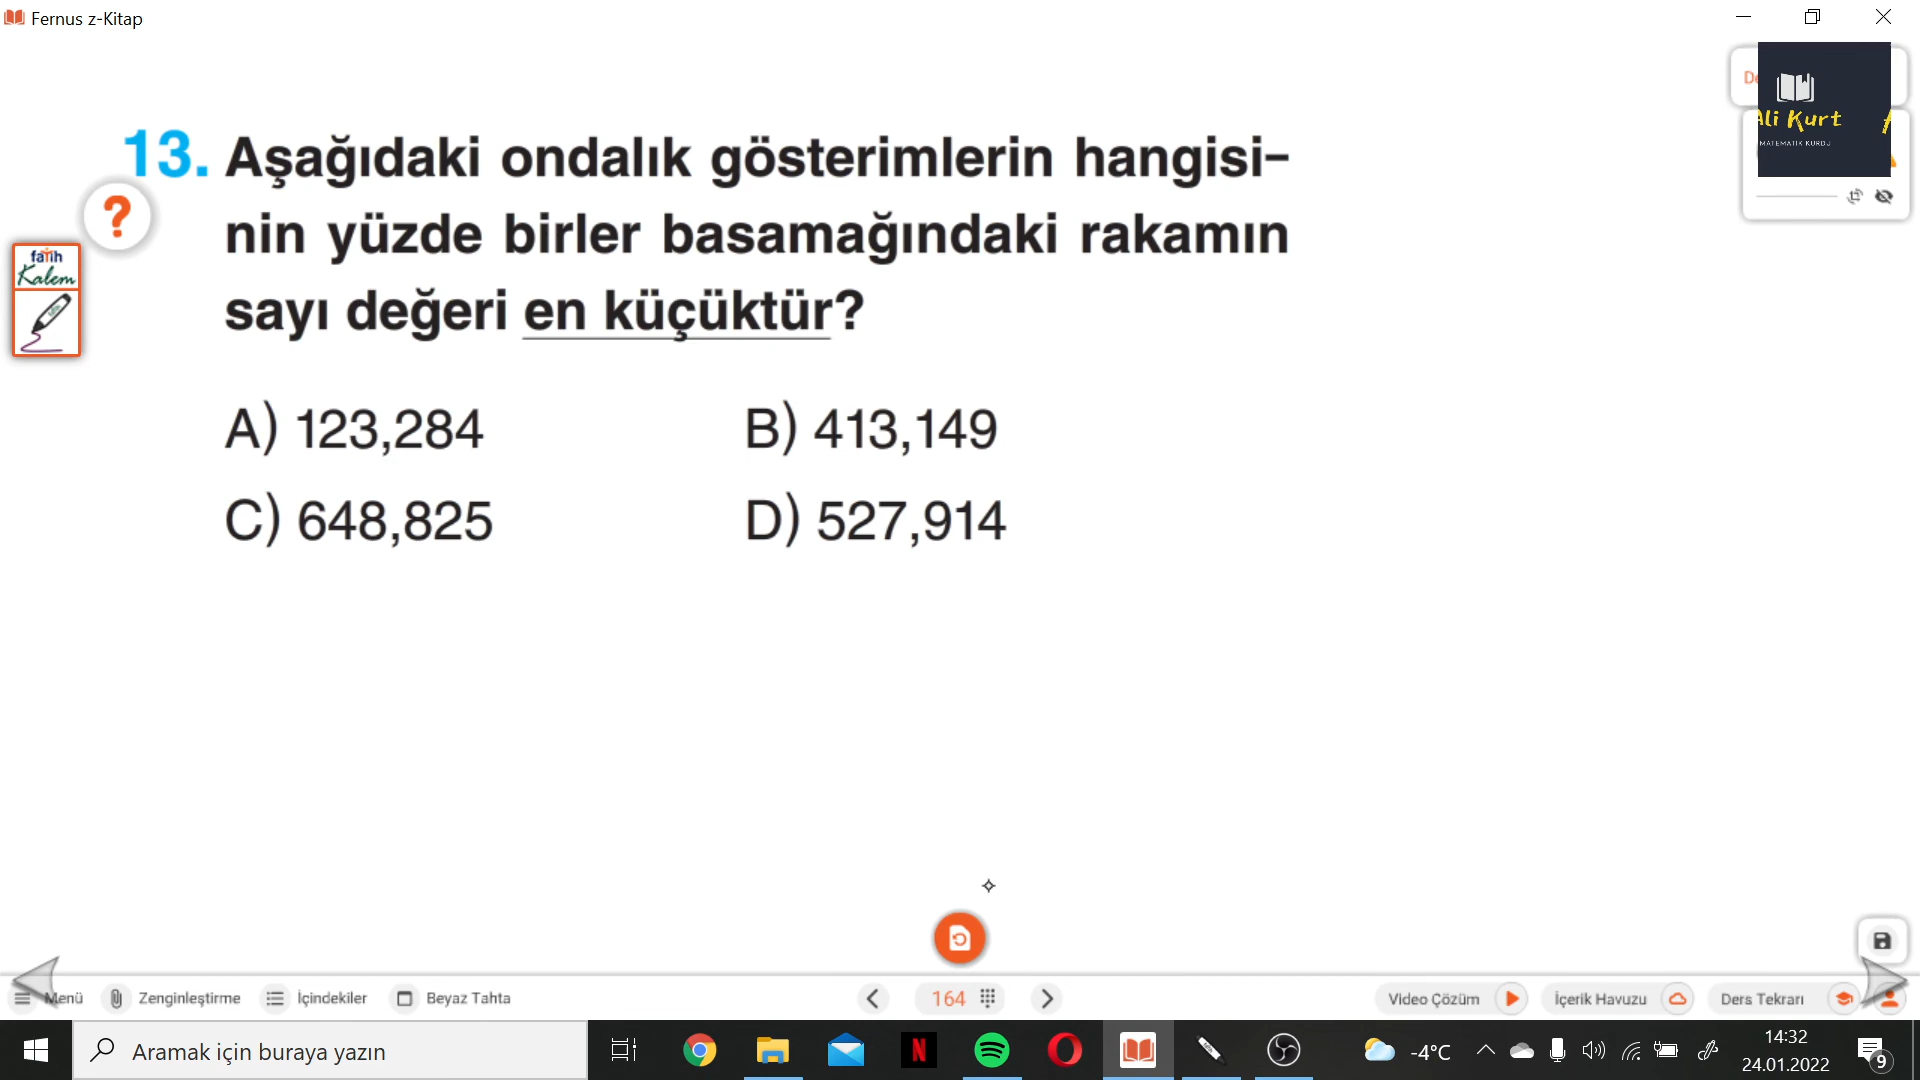 Fernus z-Kitap
Ali Kurt
MATEMATIK KURDU
13. Aşağıdaki ondalık gösterimlerin hangisi-
nin yüzde birler basamağındaki rakamın
sayı değeri en küçüktür?
?
fatih
Kalem
A) 123,284
B) 413,149
C) 648,825
D) 527,914
Menü
Zenginleştirme
İçindekiler
Beyaz Tahta
164
Video Çözüm
İçerik Havuzu
Ders Tekrarı
Aramak için buraya yazın
N
-4°C
14:32
24.01.2022
9